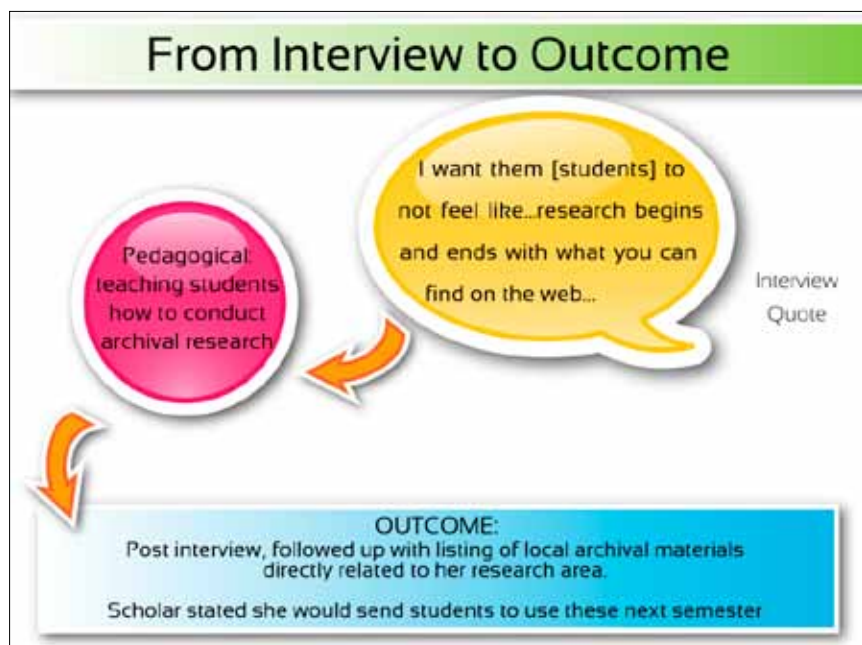 From Interview to Outcome
I want them [students] to
not feel like...research begins
and ends with what you can
find on the web...
Interview
Quote
Pedagogical:
teaching students
how to conduct
archival research
OUTCOME:
Post interview, followed up with listing of local archival materials
directly related to her research area.
Scholar stated she would send students to use these next semester